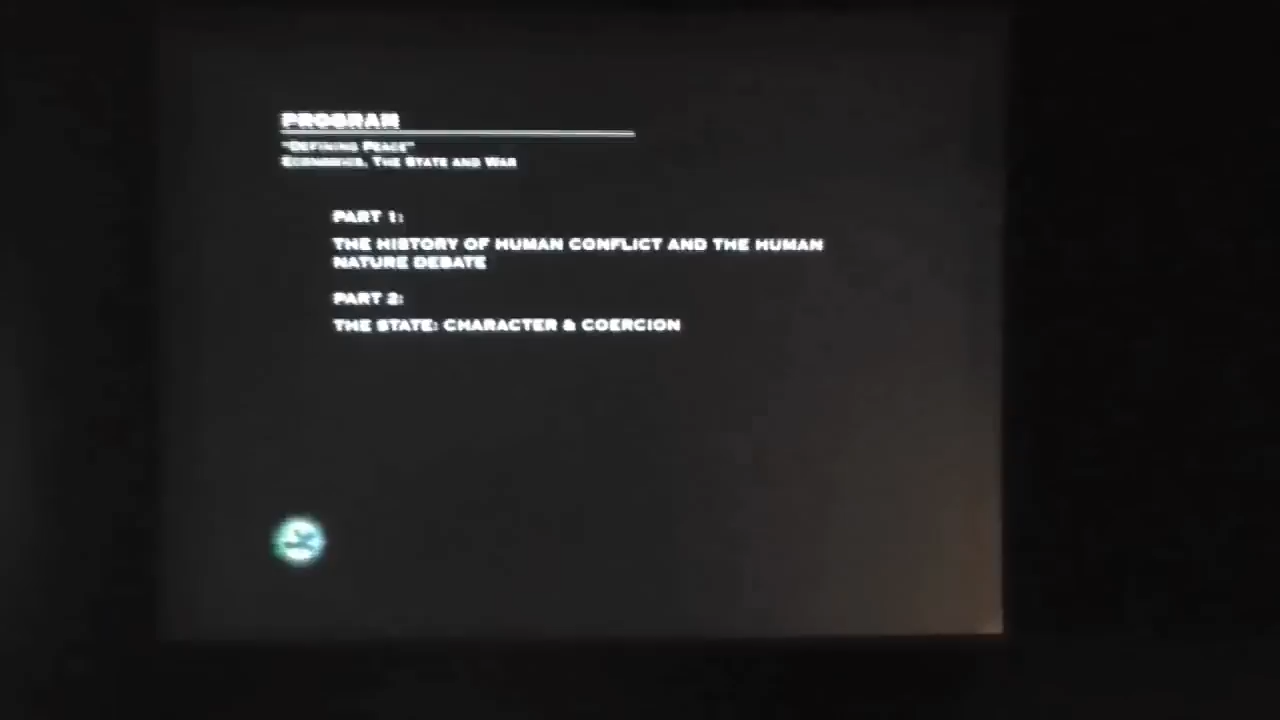 PROGRAM
"Defining Peace"
Economics, The State and War
PART 1:
THE HISTORY OF HUMAN CONFLICT AND THE HUMAN
NATURE DEBATE
PART 2:
THE STATE: CHARACTER & COERCION